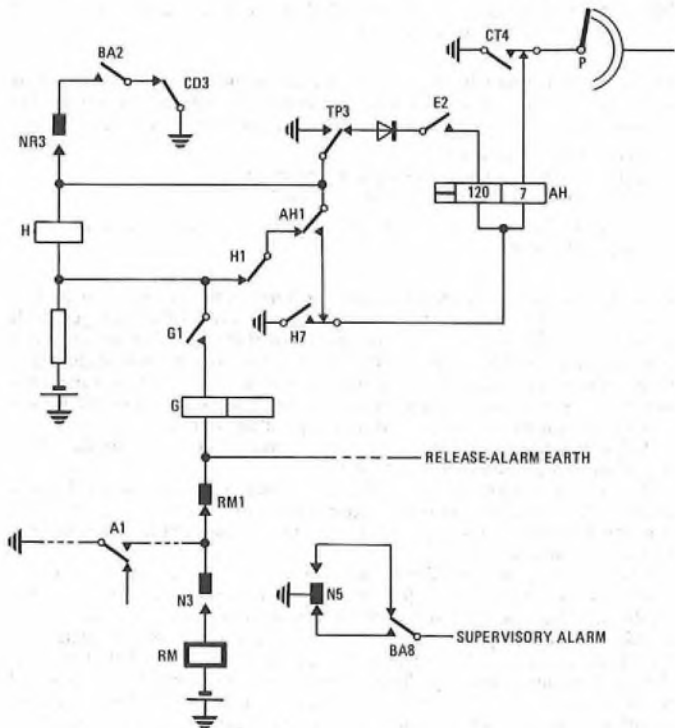 CT4
BA2
P
CD3
TP3
E2
NR3
120 7 AH
AH1
H
H1
G1
H7
G
RELEASE-ALARM EARTH
RM1
A1
N3
N5
SUPERVISORY ALARM
BA8
RM